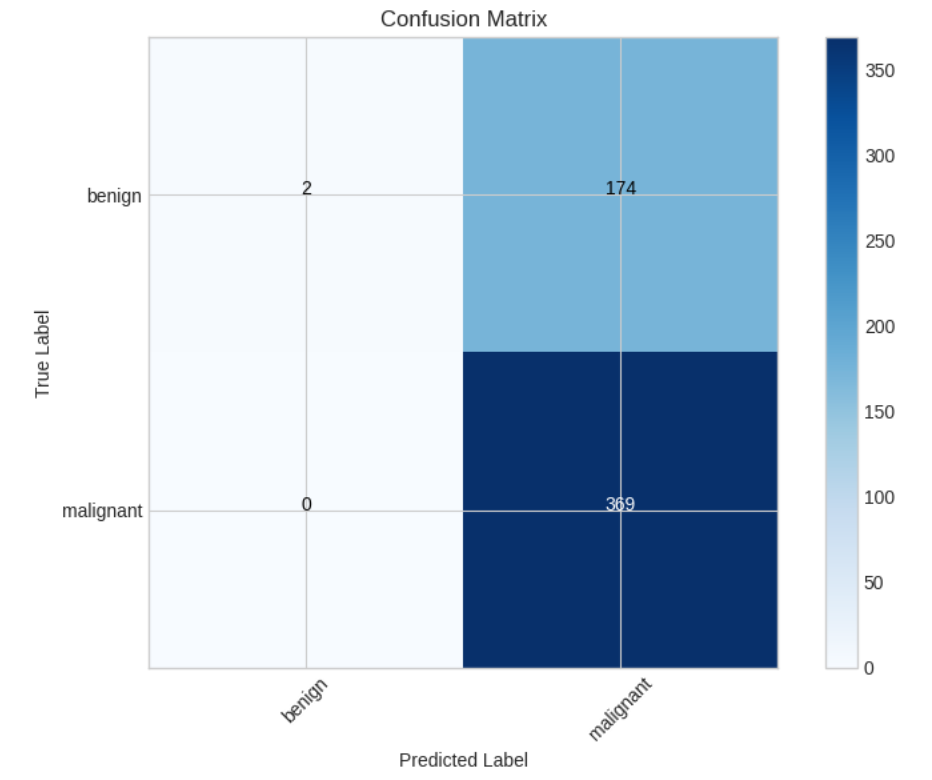 Confusion Matrix
True Label
benign
2
174
malignant
0
369
benign
malignant
Predicted Label
350
300
250
200
150
100
50
0